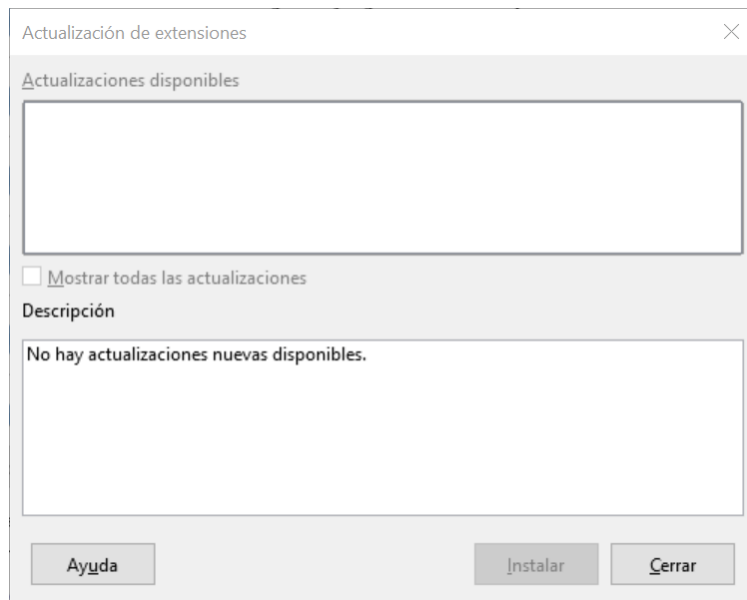 Actualización de extensiones
Actualizaciones disponibles
Mostrar todas las actualizaciones
Descripción
No hay actualizaciones nuevas disponibles.
Ayuda Instalar Cerrar